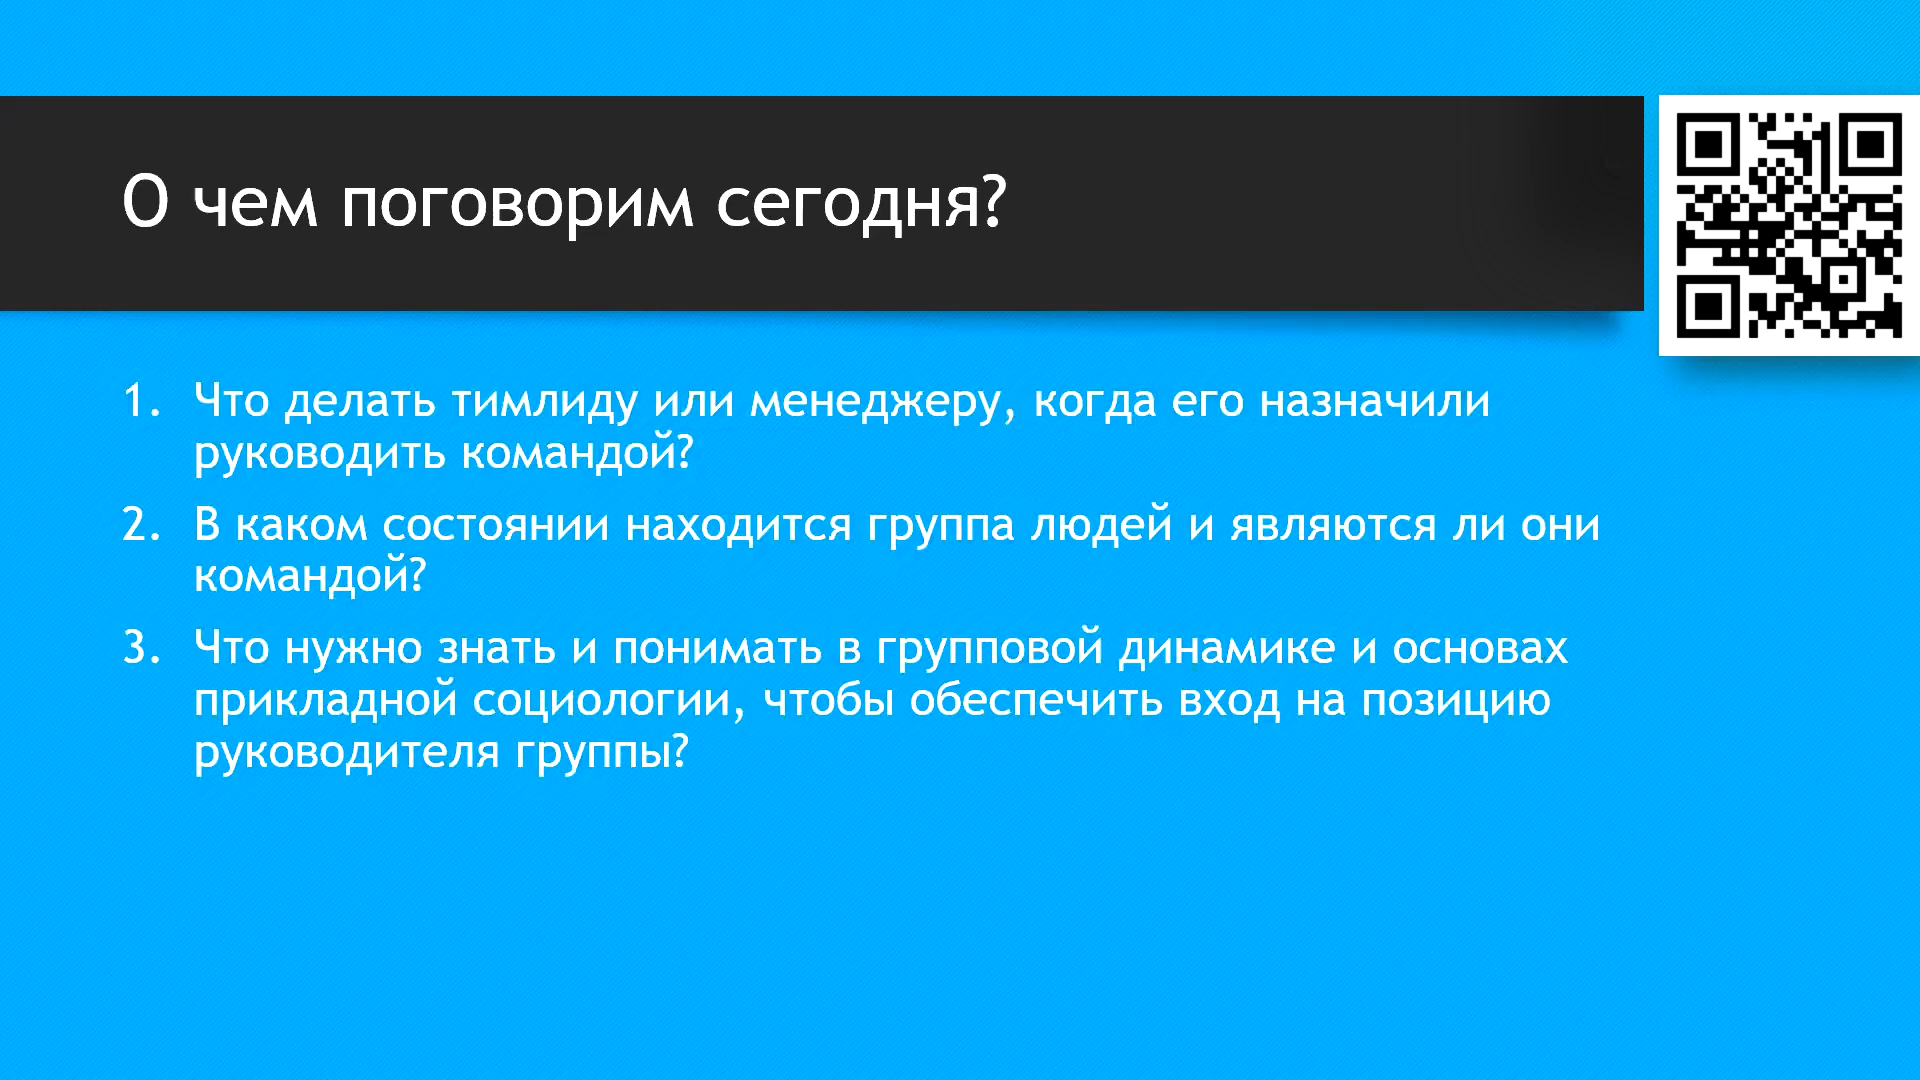 О чем поговорим сегодня?
1. Что делать тимлиду или менеджеру, когда его назначили
руководить командой?
2. В каком состоянии находится группа людей и являются ли они
командой?
3. Что нужно знать и понимать в групповой динамике и основах
прикладной социологии, чтобы обеспечить вход на позицию
руководителя группы?